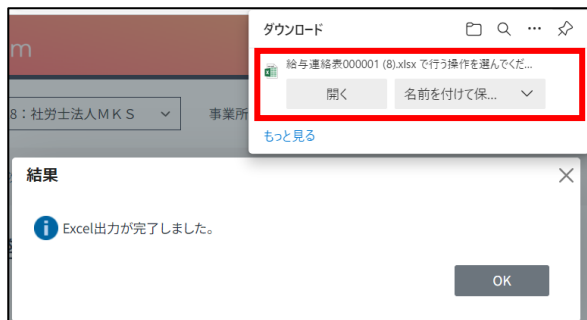 ダウンロード
m
給与連絡表000001 (8).xlsx で行う操作を選んでくだ...
開く
名前を付けて保...
8：社労士法人ＭＫＳ
事業所
もっと見る
結果
Excel出力が完了しました。
OK